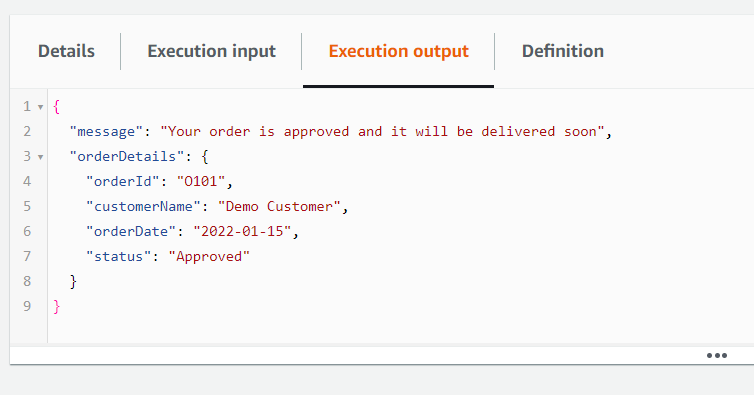 Details Execution input Execution output Definition
1 {
2 "message": "Your order is approved and it will be delivered soon",
3 "orderDetails": {
4 "orderId": "O101",
5 "customerName": "Demo Customer",
6 "orderDate": "2022-01-15",
7 "status": "Approved"
8 }
9 }